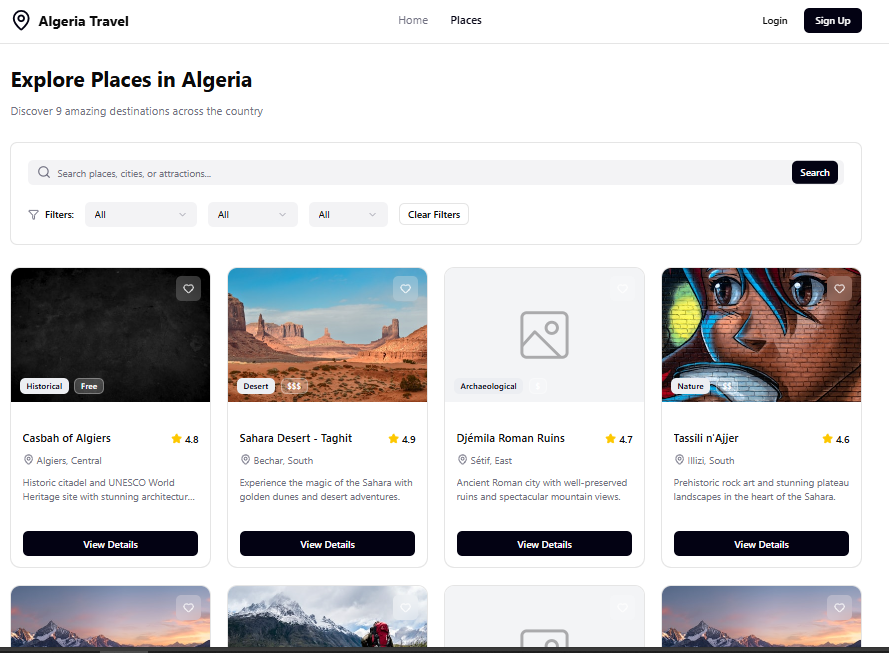 Algeria Travel
Home
Places
Login
Sign Up
Explore Places in Algeria
Discover 9 amazing destinations across the country
Search places, cities, or attractions...
Search
Filters:
All
All
All
Clear Filters
Historical
Free
Desert
$$$
Archaeological
$
Nature
$$
Casbah of Algiers
4.8
Algiers, Central
Historic citadel and UNESCO World
Heritage site with stunning architectur...
View Details
Sahara Desert - Taghit
4.9
Bechar, South
Experience the magic of the Sahara with
golden dunes and desert adventures.
View Details
Djémila Roman Ruins
4.7
Sétif, East
Ancient Roman city with well-preserved
ruins and spectacular mountain views.
View Details
Tassili n'Ajjer
4.6
Illizi, South
Prehistoric rock art and stunning plateau
landscapes in the heart of the Sahara.
View Details